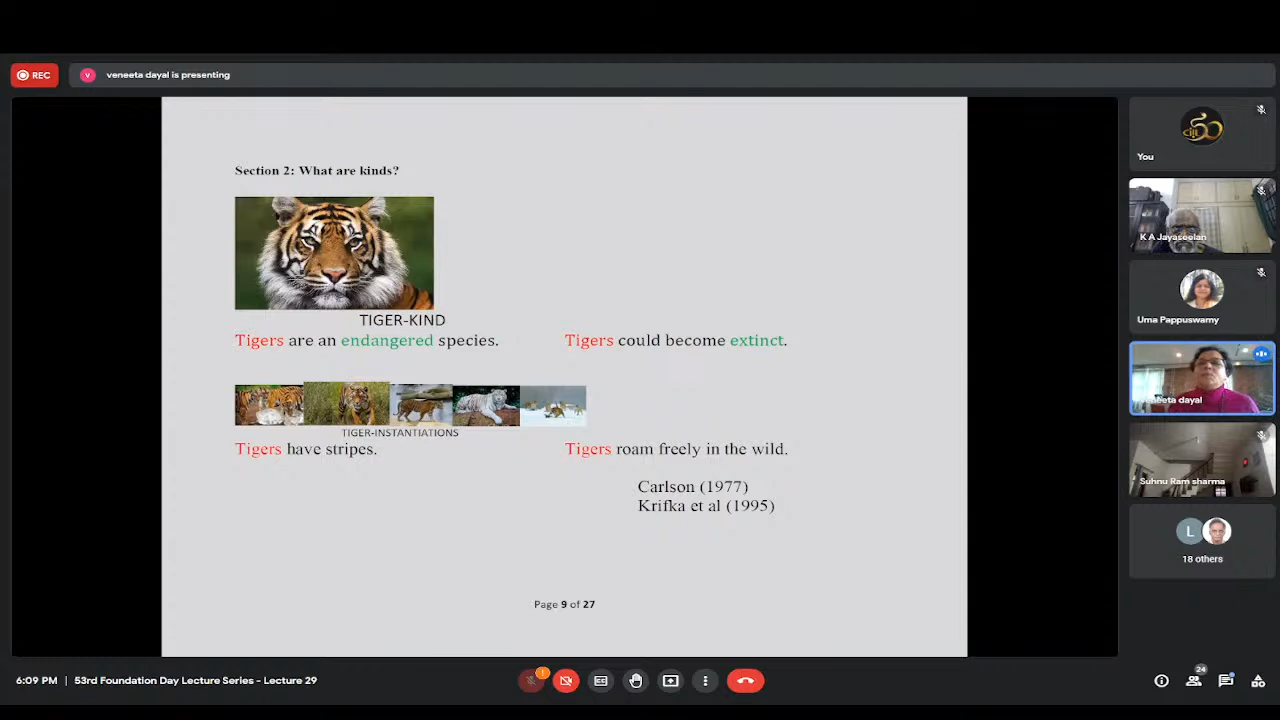 REC
v veneeta dayal is presenting
Section 2: What are kinds?
TIGER-KIND
Tigers are an endangered species. Tigers could become extinct.
TIGER-INSTANTIATIONS
Tigers have stripes. Tigers roam freely in the wild.
Carlson (1977)
Krifka et al (1995)
Page 9 of 27
You
K A Jayaseelan
Uma Pappuswamy
veneeta dayal
Suhnu Ram sharma
L
18 others
6:09 PM | 53rd Foundation Day Lecture Series - Lecture 29
24